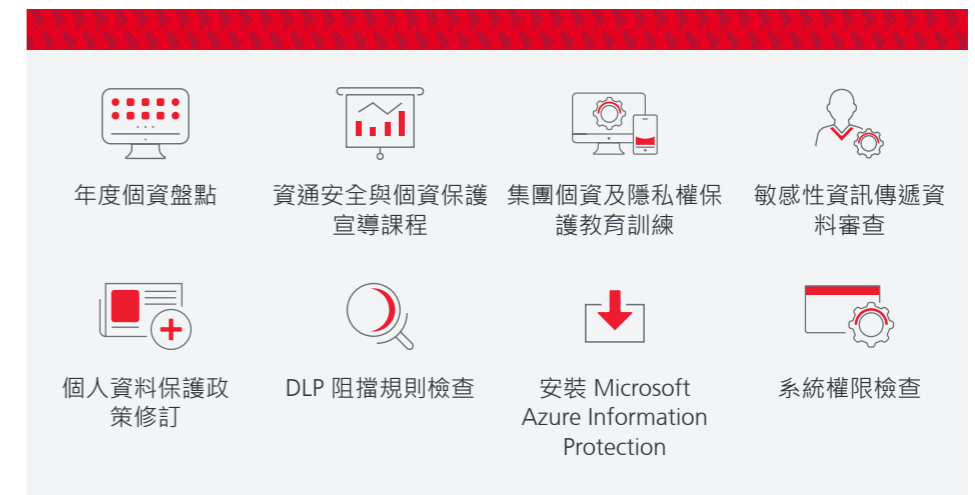 年度個資盤點
資通安全與個資保護
宣導課程
集團個資及隱私權保
護教育訓練
敏感性資訊傳遞資
料審查
個人資料保護政
策修訂
DLP 阻擋規則檢查
安裝 Microsoft
Azure Information
Protection
系統權限檢查